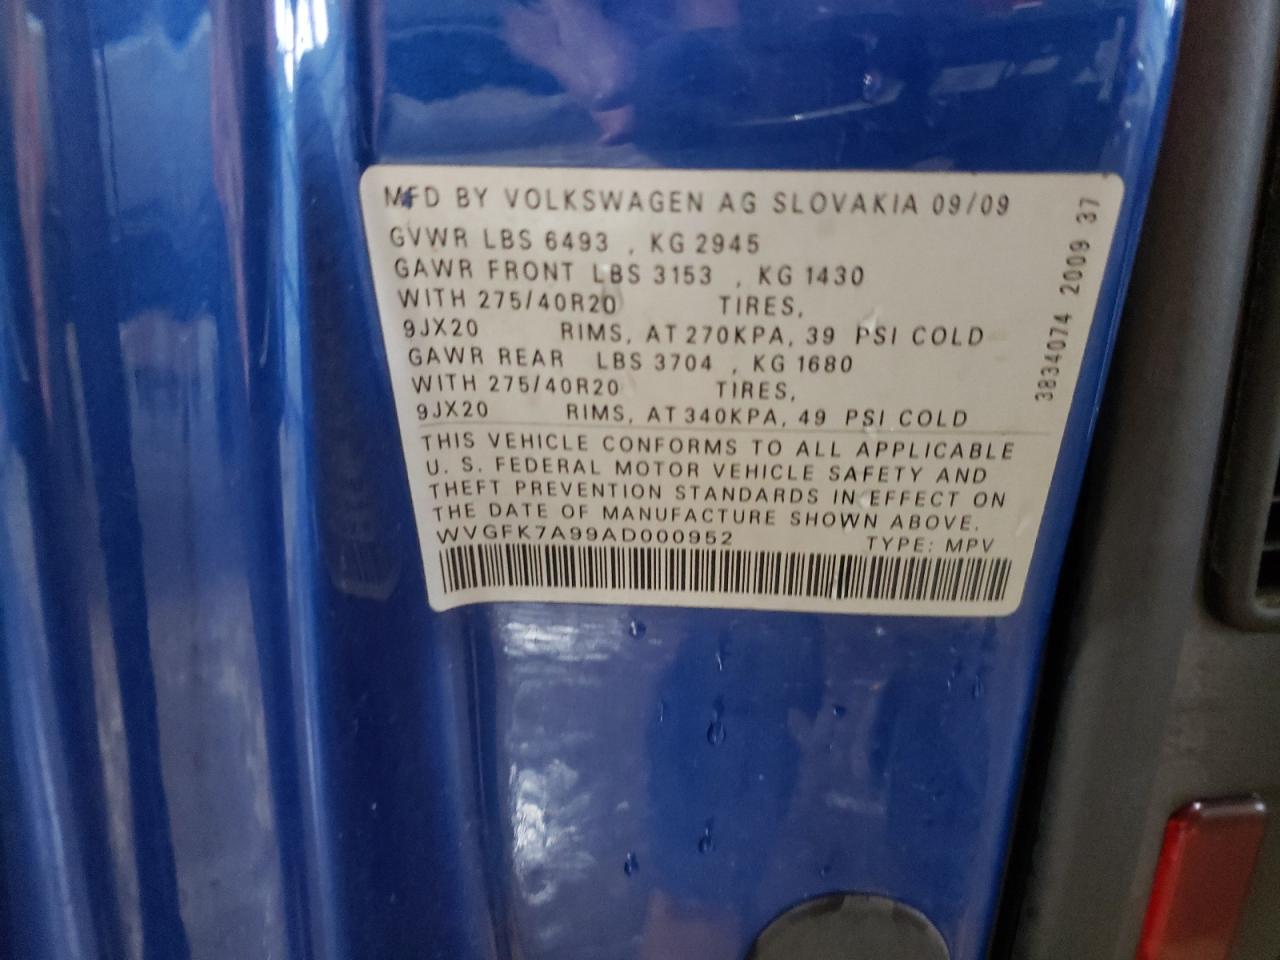 MFD BY VOLKSWAGEN AG SLOVAKIA 09/09
GVWR LBS 6493 , KG 2945
GAWR FRONT LBS 3153 , KG 1430
WITH 275/40R20 TIRES,
9JX20 RIMS, AT 270KPA, 39 PSI COLD
GAWR REAR LBS 3704 , KG 1680
WITH 275/40R20 TIRES,
9JX20 RIMS, AT 340KPA, 49 PSI COLD
THIS VEHICLE CONFORMS TO ALL APPLICABLE
U. S. FEDERAL MOTOR VEHICLE SAFETY AND
THEFT PREVENTION STANDARDS IN EFFECT ON
THE DATE OF MANUFACTURE SHOWN ABOVE.
WVGFK7A99AD000952 TYPE: MPV
3834074 2009 37